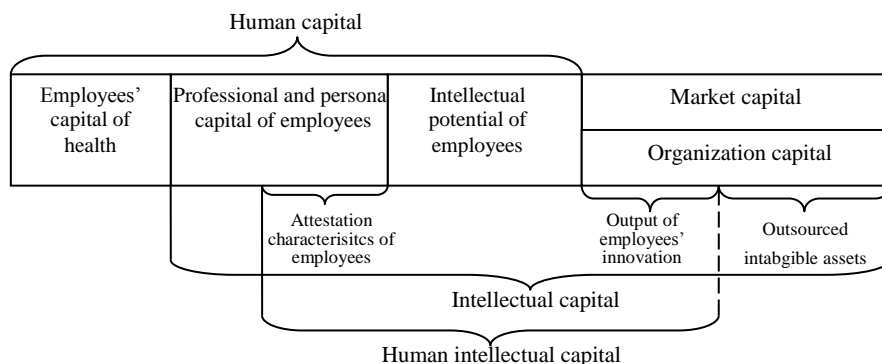 Human capital
Employees’
capital of
health
Professional and persona
capital of employees
Intellectual
potential of
employees
Market capital
Organization capital
Attestation
characterisitcs of
employees
Output of
employees’
innovation
Outsourced
intabgible assets
Intellectual capital
Human intellectual capital